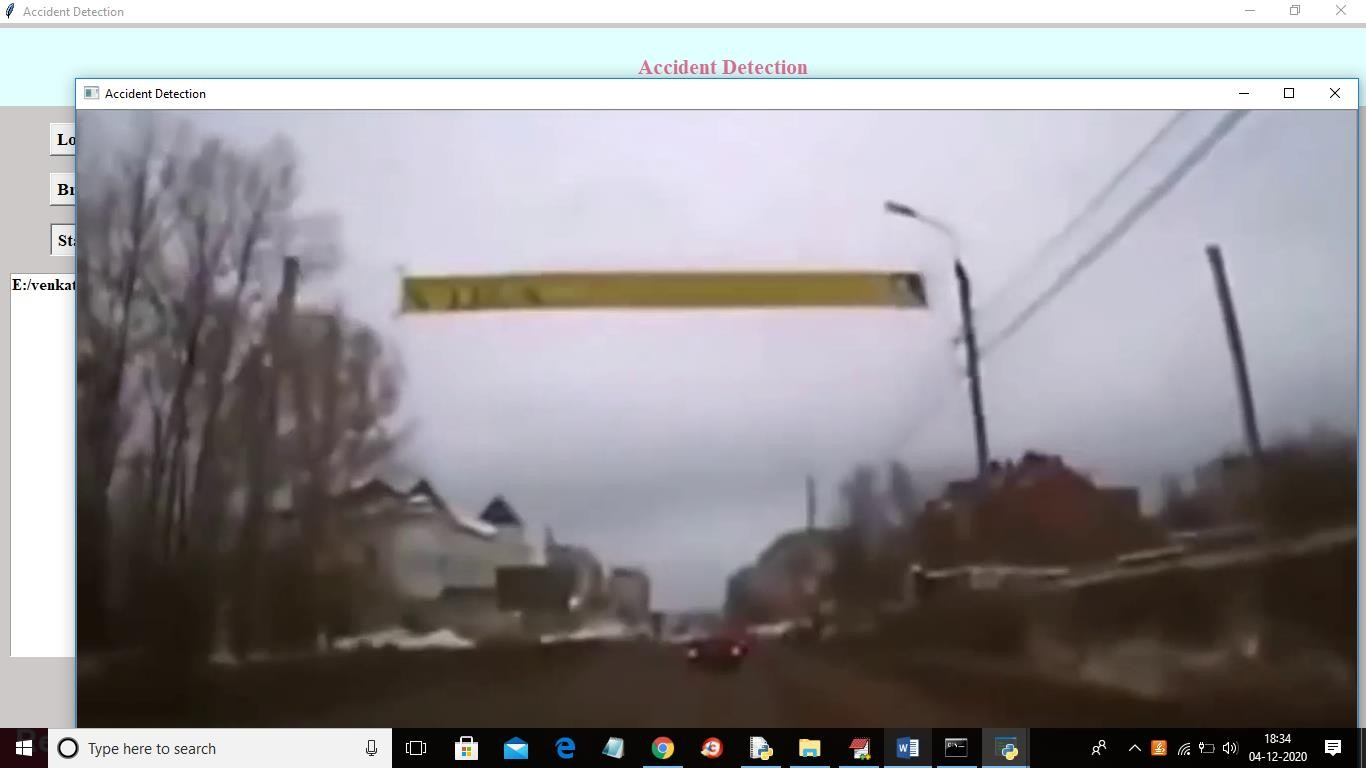 Accident Detection
Accident Detection
Accident Detection
Lo
Br
Sta
E:/venkat
Type here to search
18:34
04-12-2020